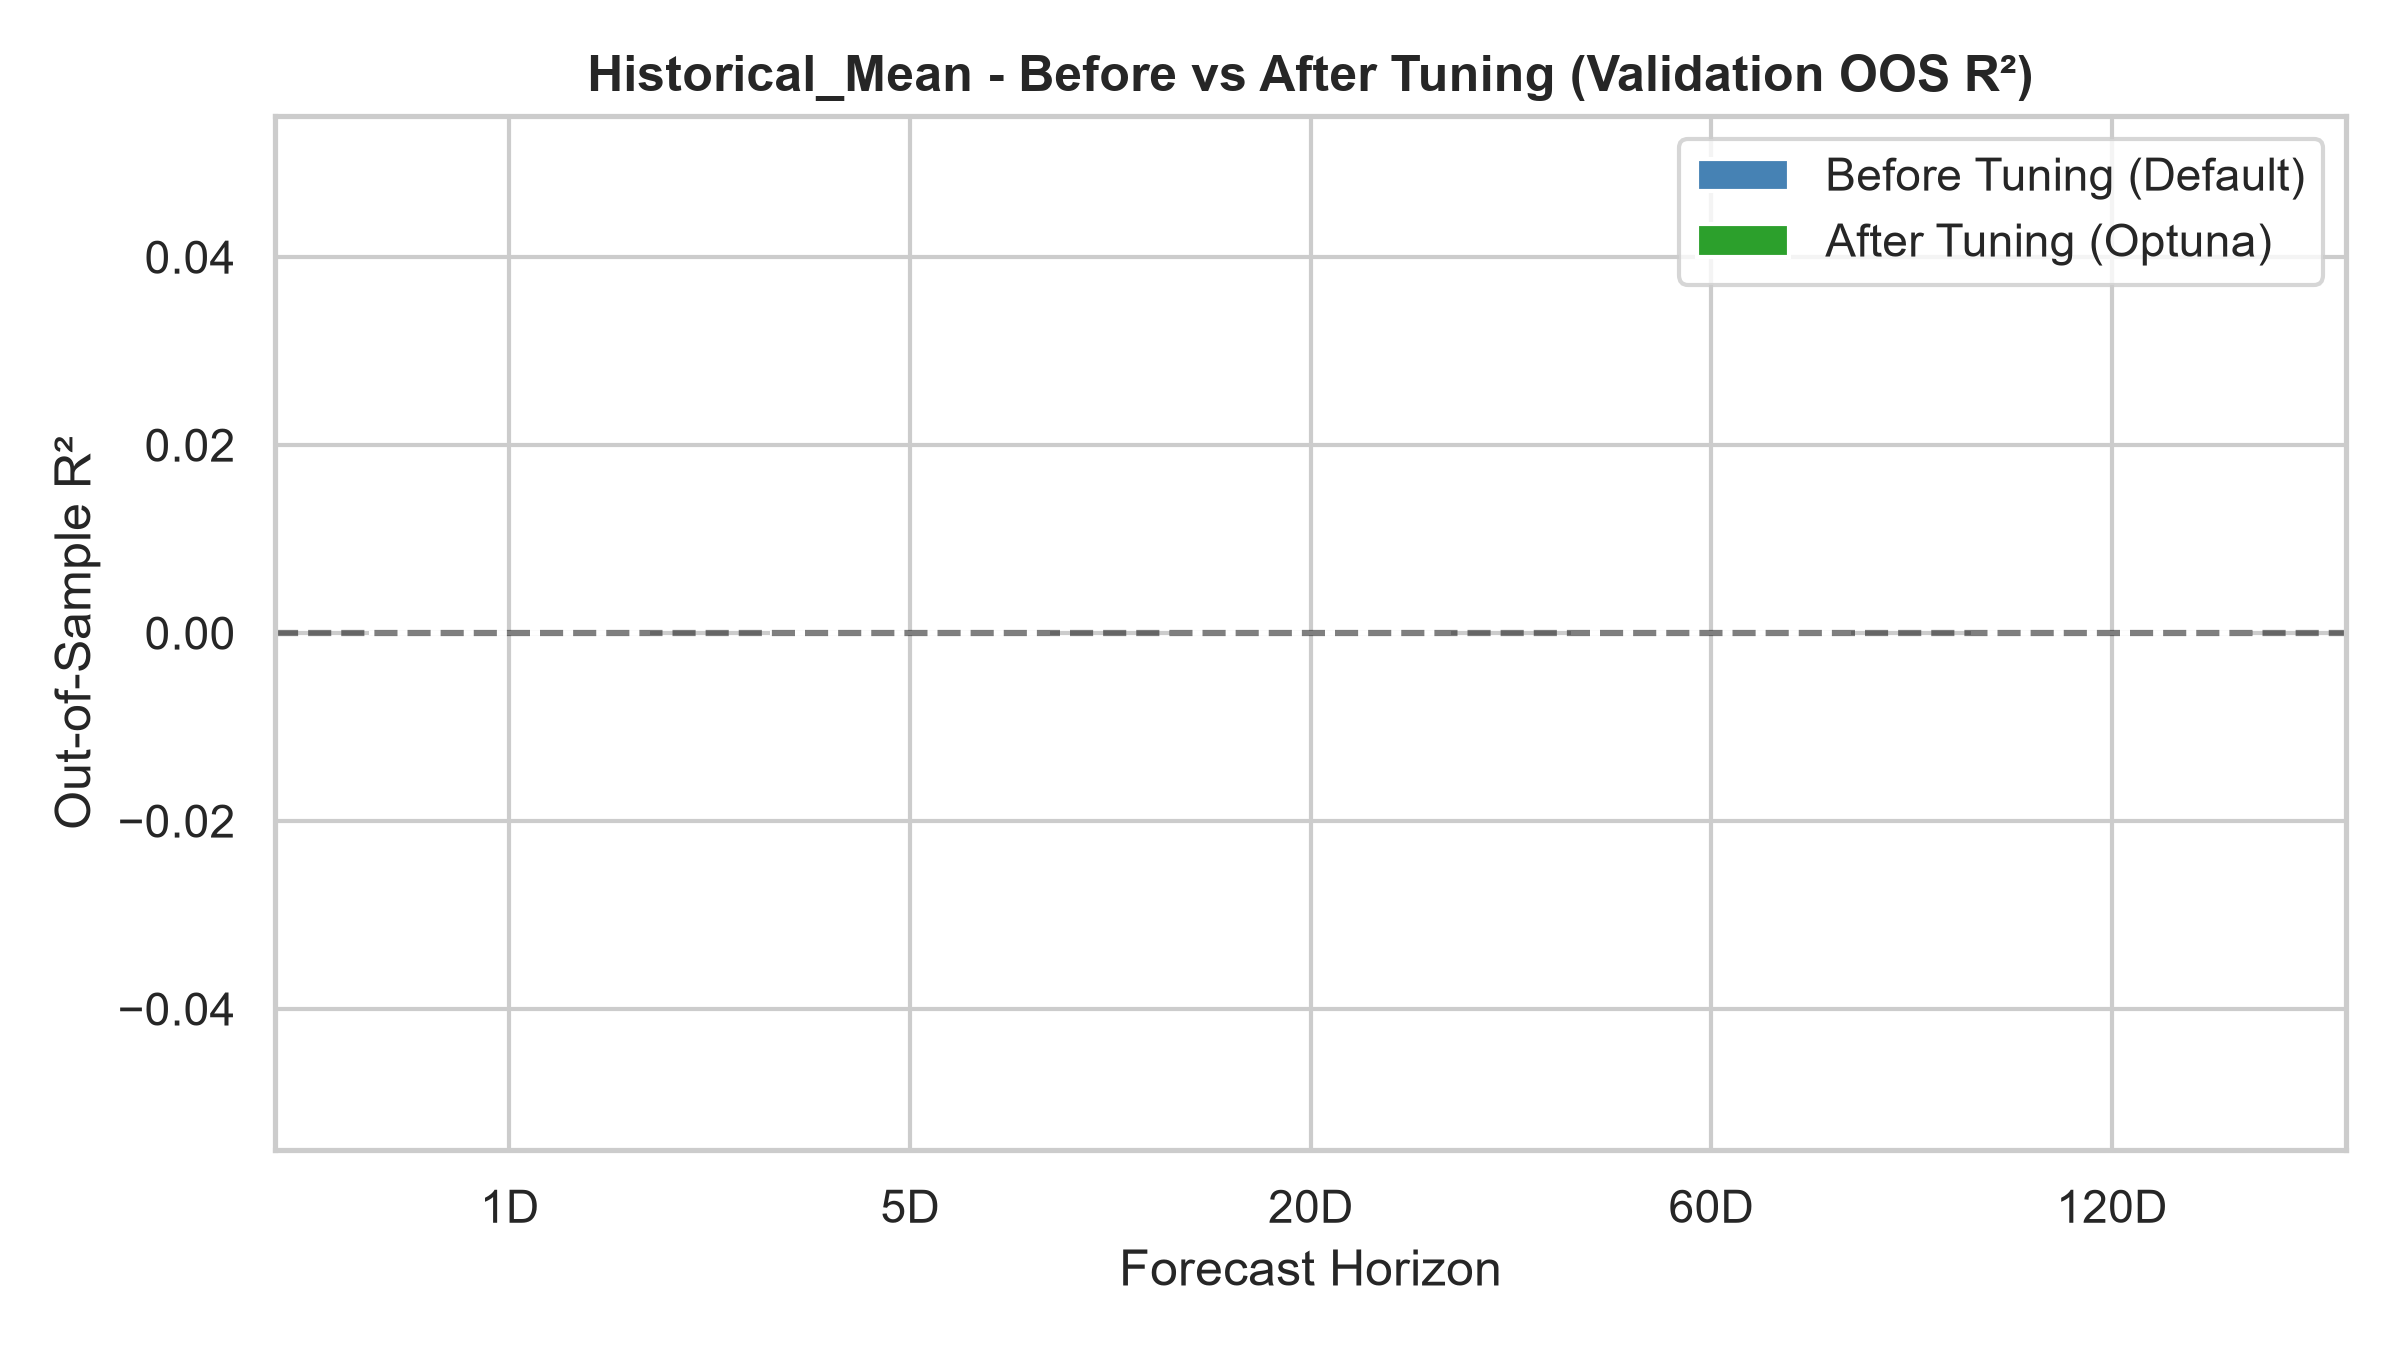 Historical_Mean - Before vs After Tuning (Validation OOS R²)
Before Tuning (Default)
After Tuning (Optuna)
Out-of-Sample R²
0.04
0.02
0.00
−0.02
−0.04
1D 5D 20D 60D 120D
Forecast Horizon